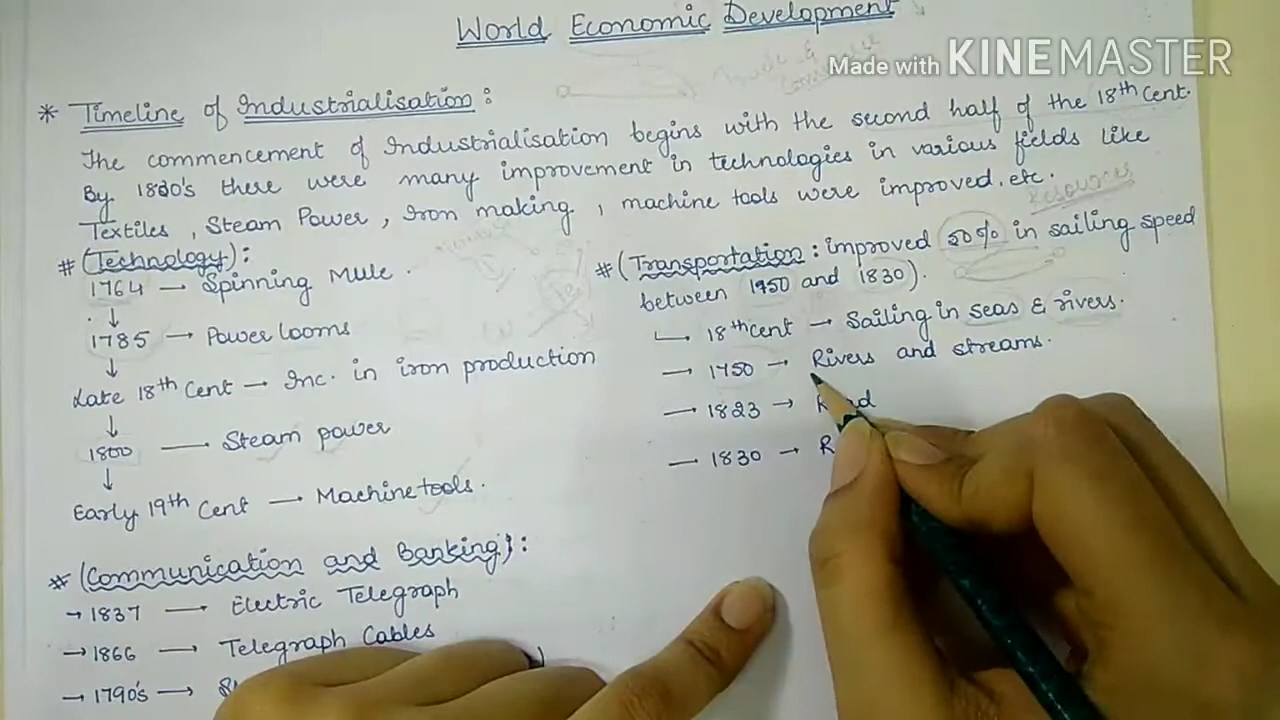 World Economic Development
Made with KINEMASTER
* Timeline of Industrialisation :
The commencement of Industrialisation begins with the second half of the 18th Cent.
By 1830's there were many improvement in technologies in various fields like
Textiles , Steam Power , Iron making , machine tools were improved. etc.
Resources
# (Technology) :
1764 → Spinning Mule .
↓
1785 → Power looms
↓
Late 18th Cent — Inc. in iron production
↓
1800 — Steam power
↓
Early 19th Cent — Machine tools.
# (Transportation : improved 50% in sailing speed
between 1750 and 1830).
18th cent → Sailing in seas & rivers.
— 1750 → Rivers and streams.
— 1823 →
— 1830 →
# (Communication and Banking) :
→ 1837 — Electric Telegraph
→ 1866 — Telegraph Cables
→ 1790's →